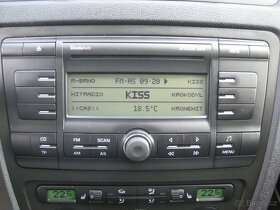 M-BRNO FM-AS 09:20 KISS
HITRADIO KISS KROKODYL
>>CAS<< 18.5°C KRONEHIT
FM SCAN
TP AM AS MENU
22.5 22.5